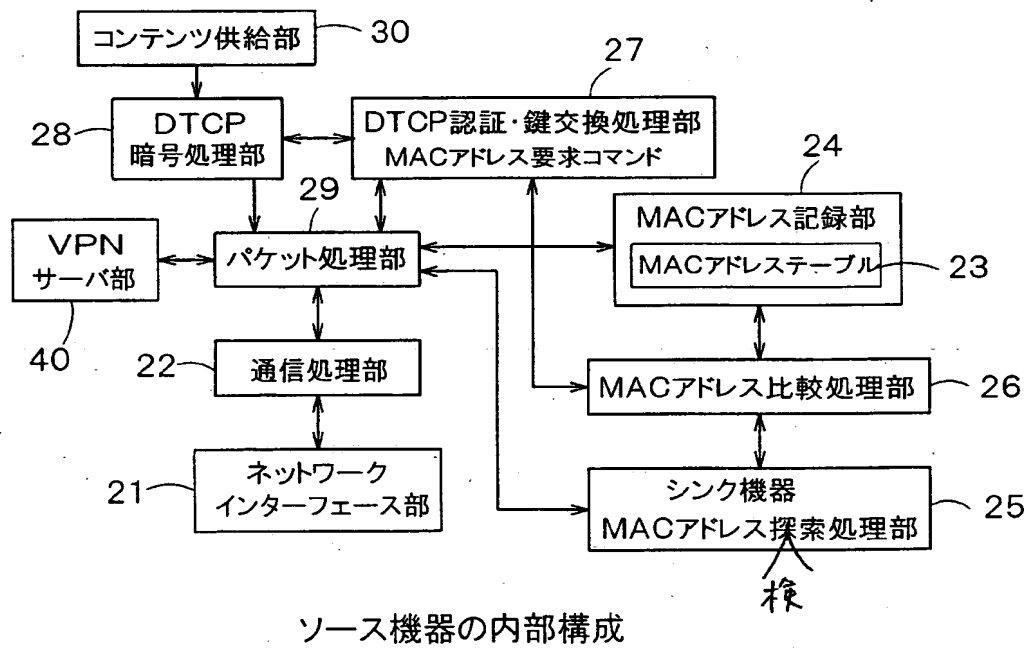 コンテンツ供給部
30
27
28
DTCP
暗号処理部
DTCP認証・鍵交換処理部
MACアドレス要求コマンド
24
29
MACアドレス記録部
VPN
サーバ部
パケット処理部
MACアドレステーブル
23
40
22
通信処理部
MACアドレス比較処理部
26
21
ネットワーク
インターフェース部
シンク機器
MACアドレス探索処理部
25
検
ソース機器の内部構成